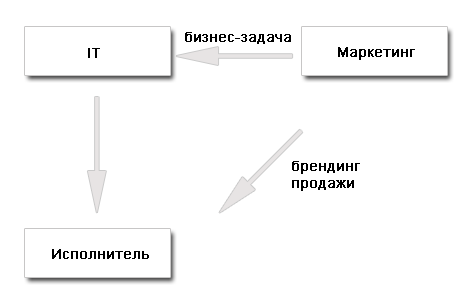 бизнес-задача
IT
Маркетинг
брендинг
продажи
Исполнитель